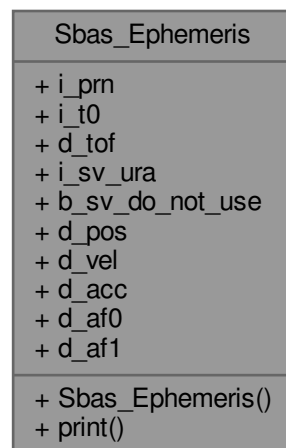 Sbas_Ephemeris
+ i_prn
+ i_t0
+ d_tof
+ i_sv_ura
+ b_sv_do_not_use
+ d_pos
+ d_vel
+ d_acc
+ d_af0
+ d_af1
+ Sbas_Ephemeris()
+ print()